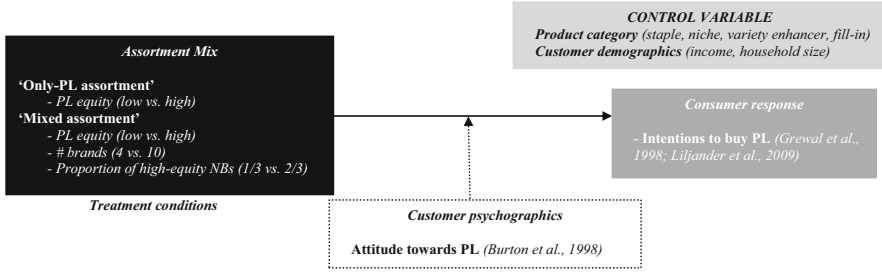 CONTROL VARIABLE
Product category (staple, niche, variety enhancer, fill-in)
Customer demographics (income, household size)
Assortment Mix
‘Only-PL assortment’
- PL equity (low vs. high)
‘Mixed assortment’
- PL equity (low vs. high)
- # brands (4 vs. 10)
- Proportion of high-equity NBs (1/3 vs. 2/3)
Treatment conditions
Consumer response
- Intentions to buy PL (Grewal et al.,
1998; Liljander et al., 2009)
Customer psychographics
Attitude towards PL (Burton et al., 1998)